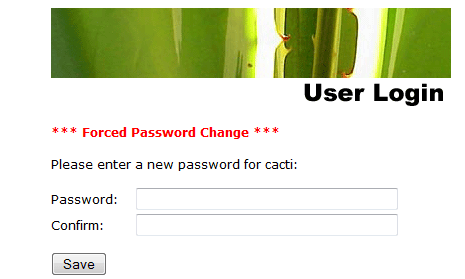 User Login
*** Forced Password Change ***
Please enter a new password for cacti:
Password:
Confirm:
Save